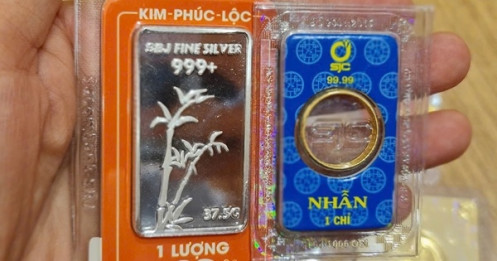 KIM-PHÚC-LỘC
SBJ FINE SILVER
999+
37.5G
1 LƯỢNG
SJC
99.99
NHẪN
1 CHỈ